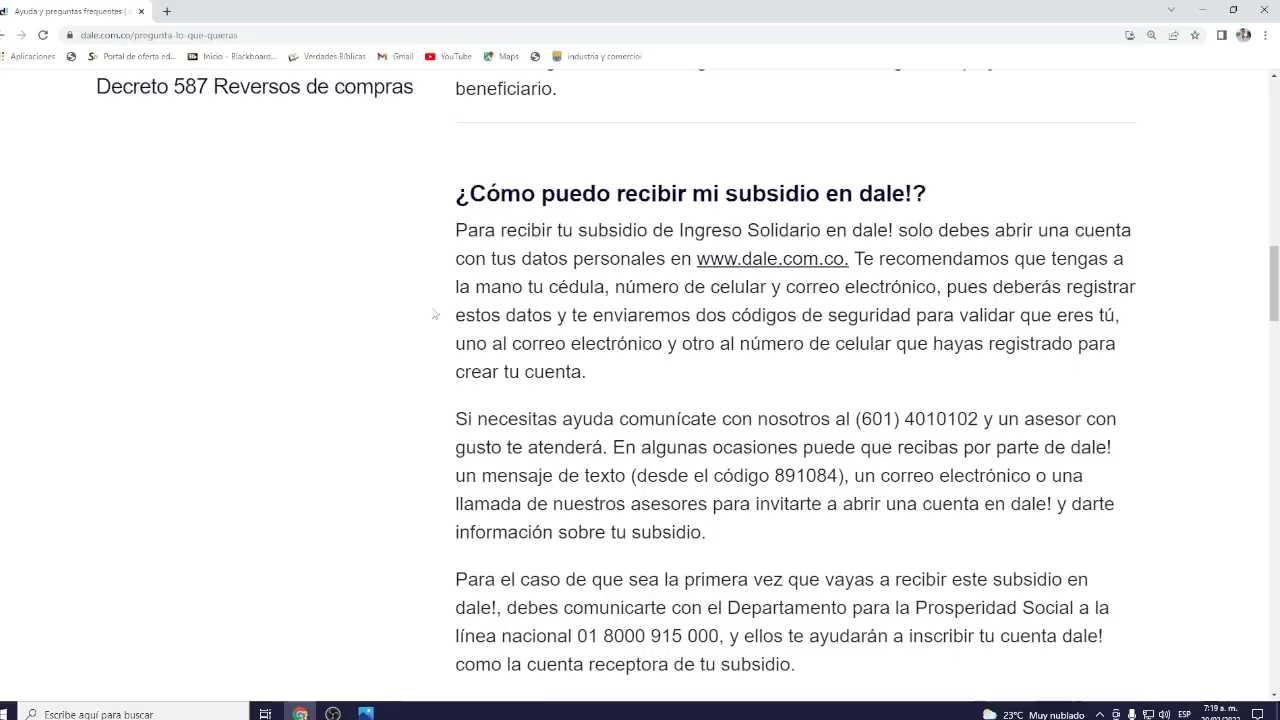 Ayuda y preguntas frecuentes |
dale.com.co/pregunta-lo-que-quieras
Aplicaciones
Portal de oferta ed...
Inicio – Blackboard...
Verdades Bíblicas
Gmail
YouTube
Maps
industria y comercioi
Decreto 587 Reversos de compras
beneficiario.
¿Cómo puedo recibir mi subsidio en dale!?
Para recibir tu subsidio de Ingreso Solidario en dale! solo debes abrir una cuenta
con tus datos personales en www.dale.com.co. Te recomendamos que tengas a
la mano tu cédula, número de celular y correo electrónico, pues deberás registrar
estos datos y te enviaremos dos códigos de seguridad para validar que eres tú,
uno al correo electrónico y otro al número de celular que hayas registrado para
crear tu cuenta.
Si necesitas ayuda comunícate con nosotros al (601) 4010102 y un asesor con
gusto te atenderá. En algunas ocasiones puede que recibas por parte de dale!
un mensaje de texto (desde el código 891084), un correo electrónico o una
llamada de nuestros asesores para invitarte a abrir una cuenta en dale! y darte
información sobre tu subsidio.
Para el caso de que sea la primera vez que vayas a recibir este subsidio en
dale!, debes comunicarte con el Departamento para la Prosperidad Social a la
línea nacional 01 8000 915 000, y ellos te ayudarán a inscribir tu cuenta dale!
como la cuenta receptora de tu subsidio.
Escribe aquí para buscar
23°C Muy nublado
ESP
7:19 a. m.